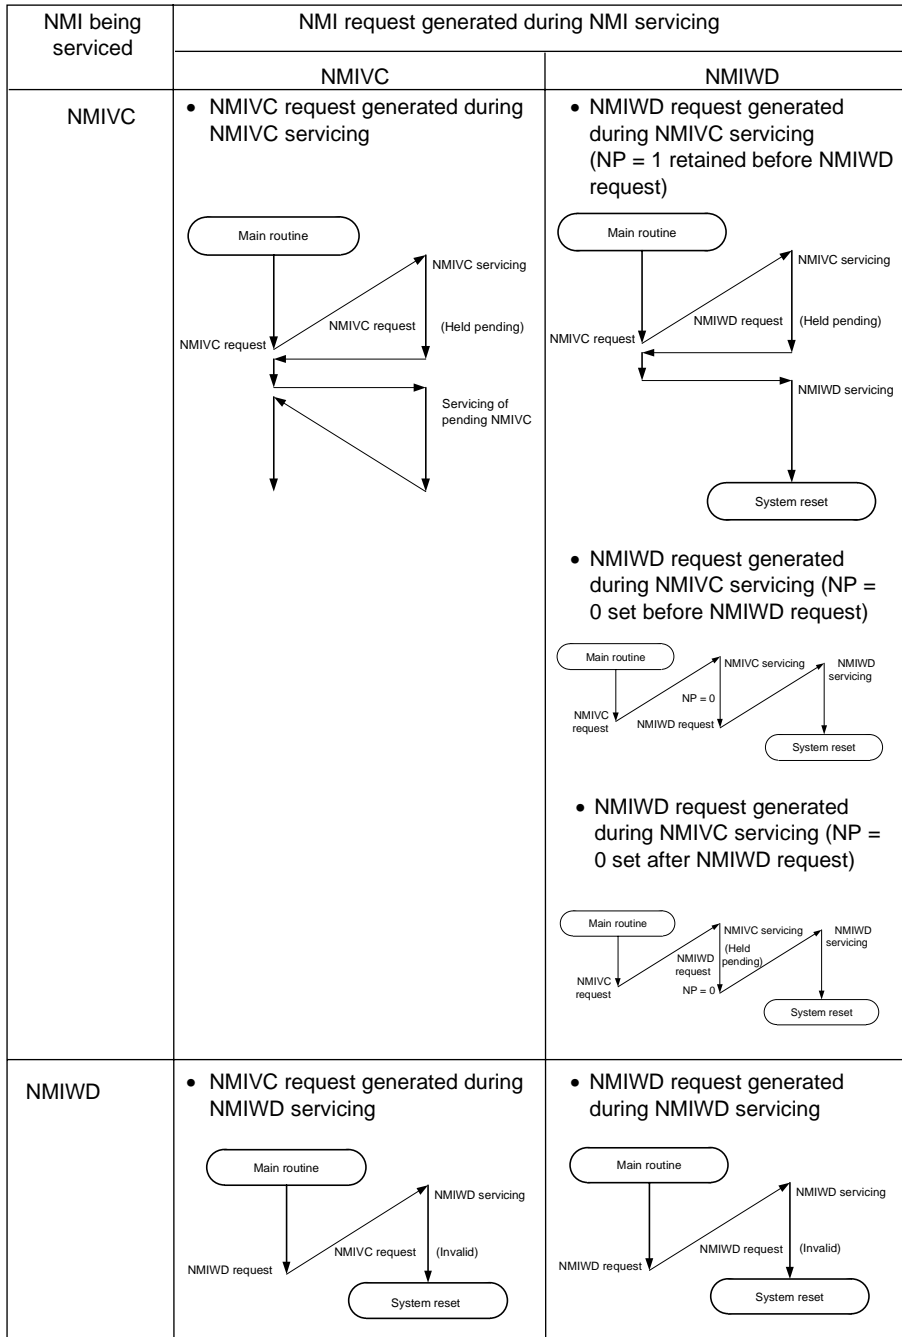 NMI being
serviced
NMI request generated during NMI servicing
NMIVC
NMIWD
NMIVC
• NMIVC request generated during
NMIVC servicing
Main routine
NMIVC servicing
NMIVC request
(Held pending)
NMIVC request
Servicing of
pending NMIVC
• NMIWD request generated
during NMIVC servicing
(NP = 1 retained before NMIWD
request)
Main routine
NMIVC servicing
NMIWD request
(Held pending)
NMIVC request
NMIWD servicing
System reset
• NMIWD request generated
during NMIVC servicing (NP =
0 set before NMIWD request)
Main routine
NMIVC servicing
NMIWD
servicing
NP = 0
NMIVC
request
NMIWD request
System reset
• NMIWD request generated
during NMIVC servicing (NP =
0 set after NMIWD request)
Main routine
NMIVC servicing
NMIWD
servicing
(Held
pending)
NMIWD
request
NMIVC
request
NP = 0
System reset
NMIWD
• NMIVC request generated during
NMIWD servicing
Main routine
NMIWD servicing
NMIVC request
(Invalid)
NMIWD request
System reset
• NMIWD request generated
during NMIWD servicing
Main routine
NMIWD servicing
NMIWD request
(Invalid)
NMIWD request
System reset